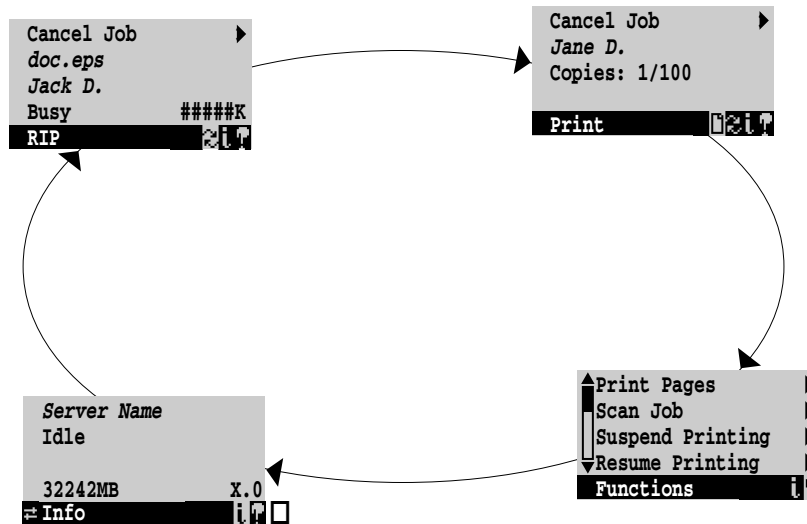 Cancel Job
doc.eps
Jack D.
Busy #####K
RIP
Cancel Job
Jane D.
Copies: 1/100
Print
Print Pages
Scan Job
Suspend Printing
Resume Printing
Functions
Server Name
Idle
32242MB X.0
Info